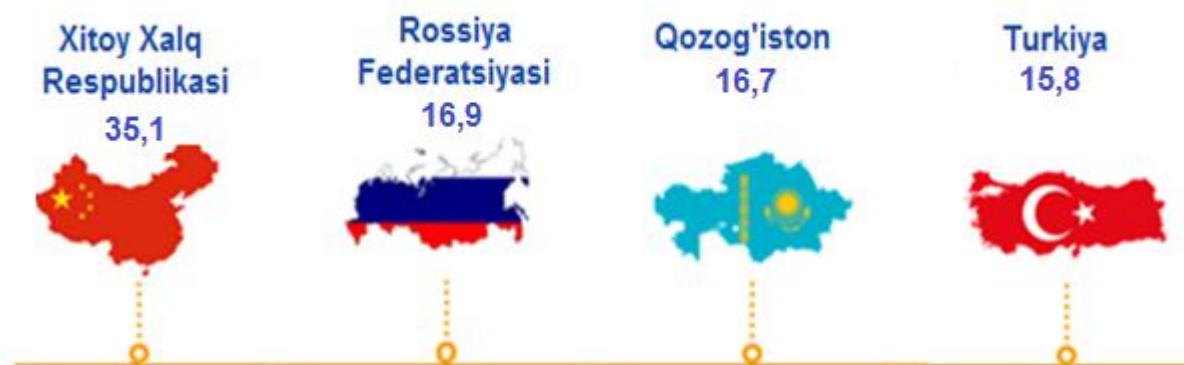 Xitoy Xalq
Respublikasi
35,1
Rossiya
Federatsiyasi
16,9
Qozog'iston
16,7
Turkiya
15,8